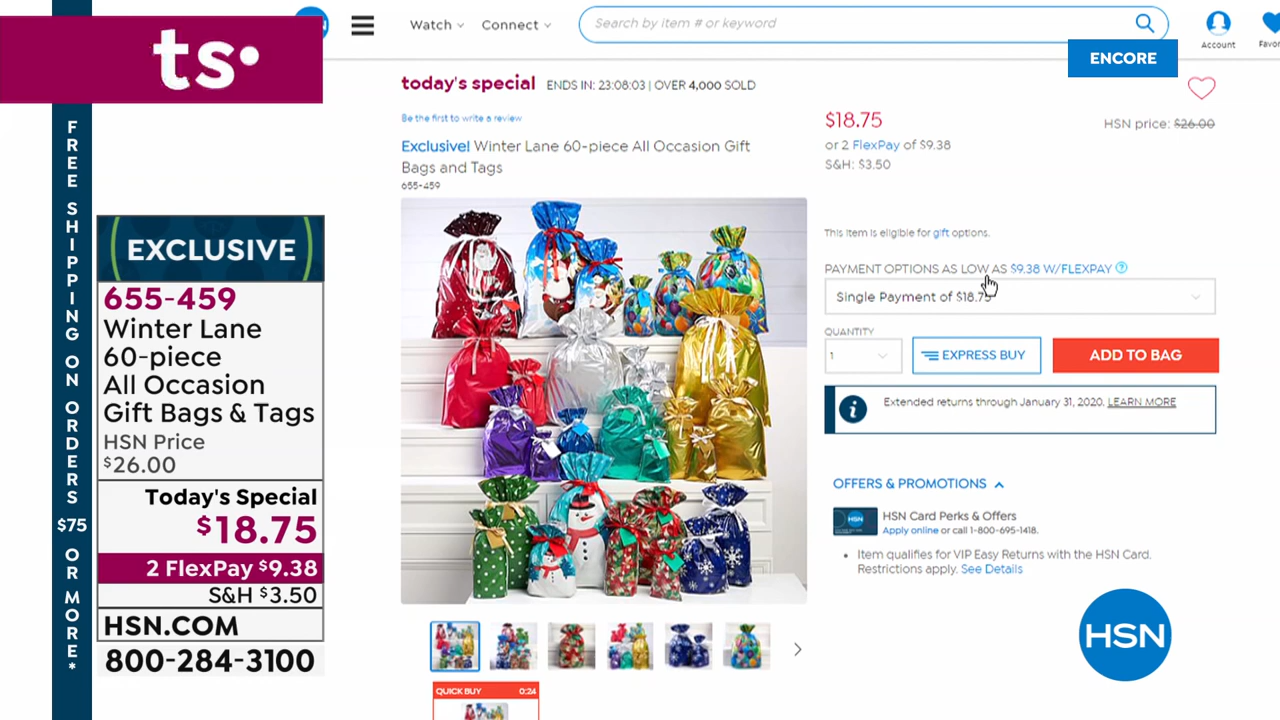 ts.
FREE SHIPPING ON ORDERS $75 OR MORE*
EXCLUSIVE
655-459
Winter Lane
60-piece
All Occasion
Gift Bags & Tags
HSN Price
$26.00
Today's Special
$18.75
2 FlexPay $9.38
S&H $3.50
HSN.COM
800-284-3100
Watch
Connect
Search by item # or keyword
Account
Favor
ENCORE
today's special ENDS IN: 23:08:03 | OVER 4,000 SOLD
Be the first to write a review
Exclusive! Winter Lane 60-piece All Occasion Gift
Bags and Tags
655-459
$18.75
HSN price: $26.00
or 2 FlexPay of $9.38
S&H: $3.50
This item is eligible for gift options.
PAYMENT OPTIONS AS LOW AS $9.38 W/FLEXPAY ?
Single Payment of $18.75
QUANTITY
1
EXPRESS BUY
ADD TO BAG
Extended returns through January 31, 2020. LEARN MORE
OFFERS & PROMOTIONS
HSN
HSN Card Perks & Offers
Apply online or call 1-800-695-1418.
• Item qualifies for VIP Easy Returns with the HSN Card.
Restrictions apply. See Details
QUICK BUY 0:24
HSN